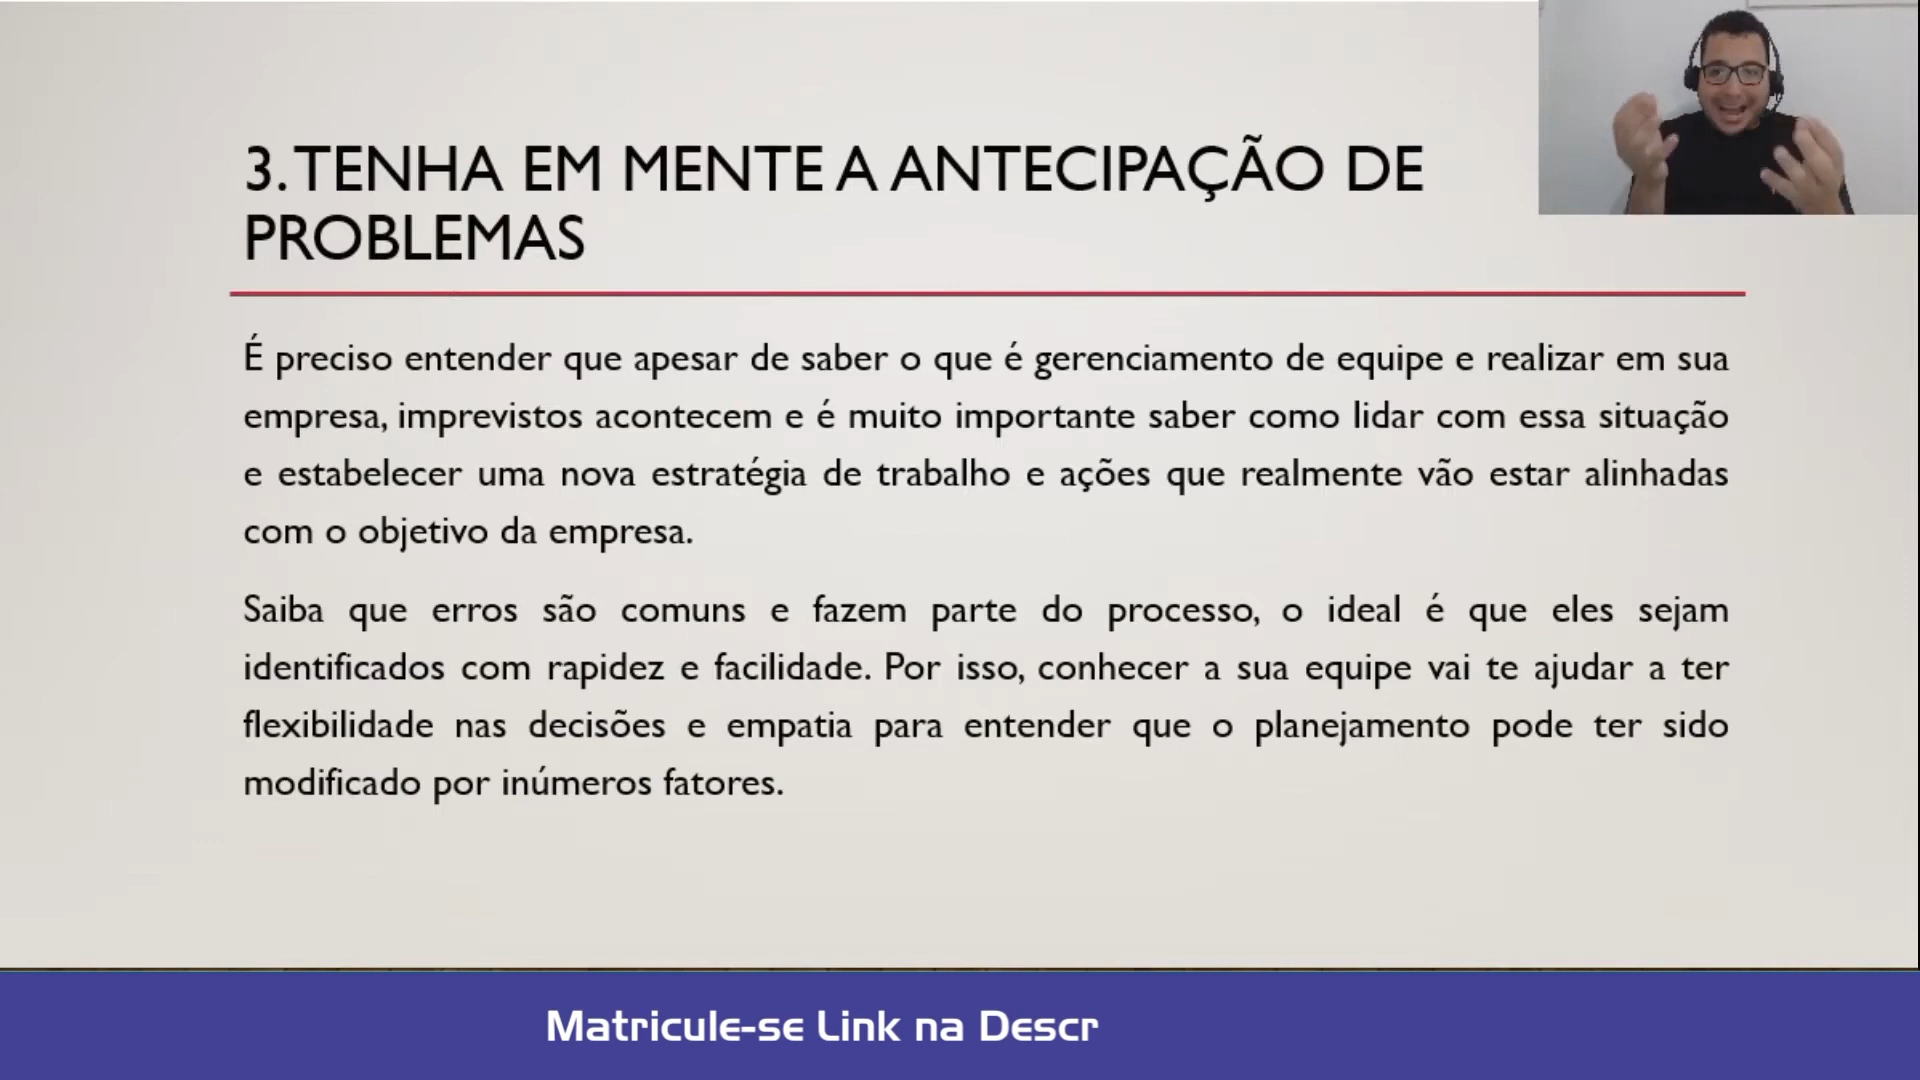 3. TENHA EM MENTE A ANTECIPAÇÃO DE
PROBLEMAS
É preciso entender que apesar de saber o que é gerenciamento de equipe e realizar em sua
empresa, imprevistos acontecem e é muito importante saber como lidar com essa situação
e estabelecer uma nova estratégia de trabalho e ações que realmente vão estar alinhadas
com o objetivo da empresa.
Saiba que erros são comuns e fazem parte do processo, o ideal é que eles sejam
identificados com rapidez e facilidade. Por isso, conhecer a sua equipe vai te ajudar a ter
flexibilidade nas decisões e empatia para entender que o planejamento pode ter sido
modificado por inúmeros fatores.
Matricule-se Link na Descr